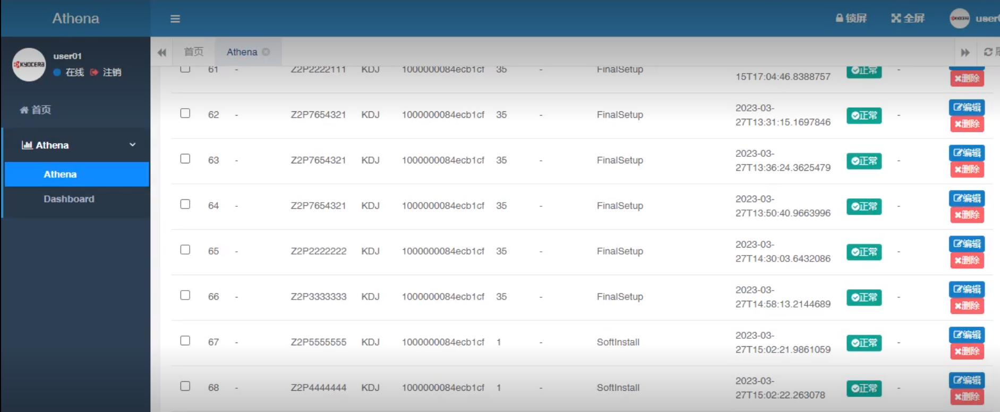 Athena
锁屏 全屏 user
KYOCERA
user01
在线 注销
首页
Athena
Athena
Dashboard
首页 Athena
61 - Z2P2222111 KDJ 1000000084ecb1cf 35 - FinalSetup 15T17:04:46.8388757 正常 - 删除
62 - Z2P7654321 KDJ 1000000084ecb1cf 35 - FinalSetup 2023-03-
27T13:31:15.1697846 正常 - 编辑
删除
63 - Z2P7654321 KDJ 1000000084ecb1cf 35 - FinalSetup 2023-03-
27T13:36:24.3625479 正常 - 编辑
删除
64 - Z2P7654321 KDJ 1000000084ecb1cf 35 - FinalSetup 2023-03-
27T13:50:40.9663996 正常 - 编辑
删除
65 - Z2P2222222 KDJ 1000000084ecb1cf 35 - FinalSetup 2023-03-
27T14:30:03.6432086 正常 - 编辑
删除
66 - Z2P3333333 KDJ 1000000084ecb1cf 35 - FinalSetup 2023-03-
27T14:58:13.2144689 正常 - 编辑
删除
67 - Z2P5555555 KDJ 1000000084ecb1cf 1 - SoftInstall 2023-03-
27T15:02:21.9861059 正常 - 编辑
删除
68 - Z2P4444444 KDJ 1000000084ecb1cf 1 - SoftInstall 2023-03-
27T15:02:22.263078 正常 - 编辑
删除